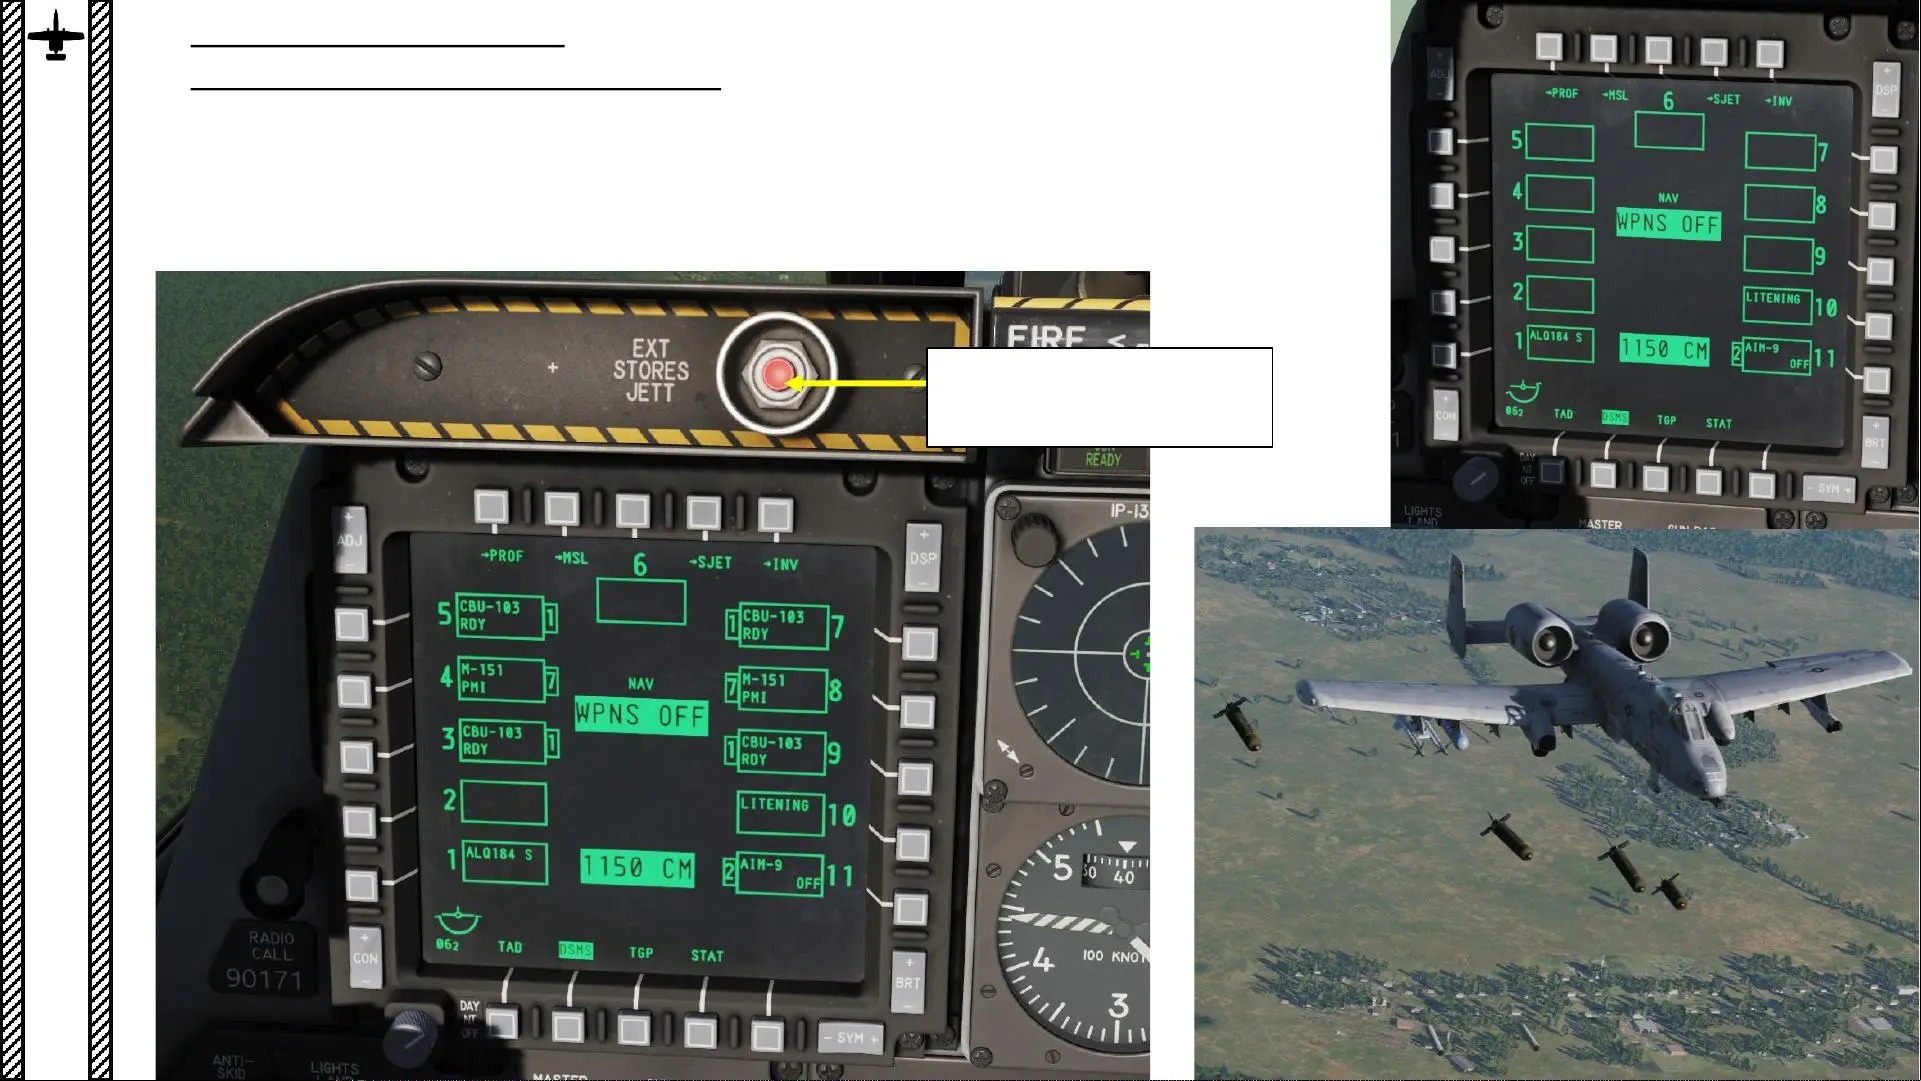 EXT
STORES
JETT
FIRE
READY
ADJ
DSP
→PROF →MSL 6 →SJET →INV
5 CBU-103 1
RDY
1 CBU-103 7
RDY
4 M-151 7
PMI
NAV
WPNS OFF
7 M-151 8
PMI
3 CBU-103 1
RDY
1 CBU-103 9
RDY
2
LITENING 10
1 ALQ184 S
1150 CM
2 AIM-9 11
OFF
062
TAD DSMS TGP STAT
CON
BRT
DAY
NT
OFF
- SYM +
RADIO
CALL
90171
ANTI-
SKID
LIGHTS
MASTER
IP-13
5
50 40
4
100 KNOT
3
ADJ
DSP
→PROF →MSL 6 →SJET →INV
5 7
4 NAV 8
WPNS OFF
3 9
2 LITENING 10
1 ALQ184 S
1150 CM
2 AIM-9 11
OFF
062
TAD DSMS TGP STAT
CON
BRT
DAY
NT
OFF
- SYM +
LIGHTS
MASTER